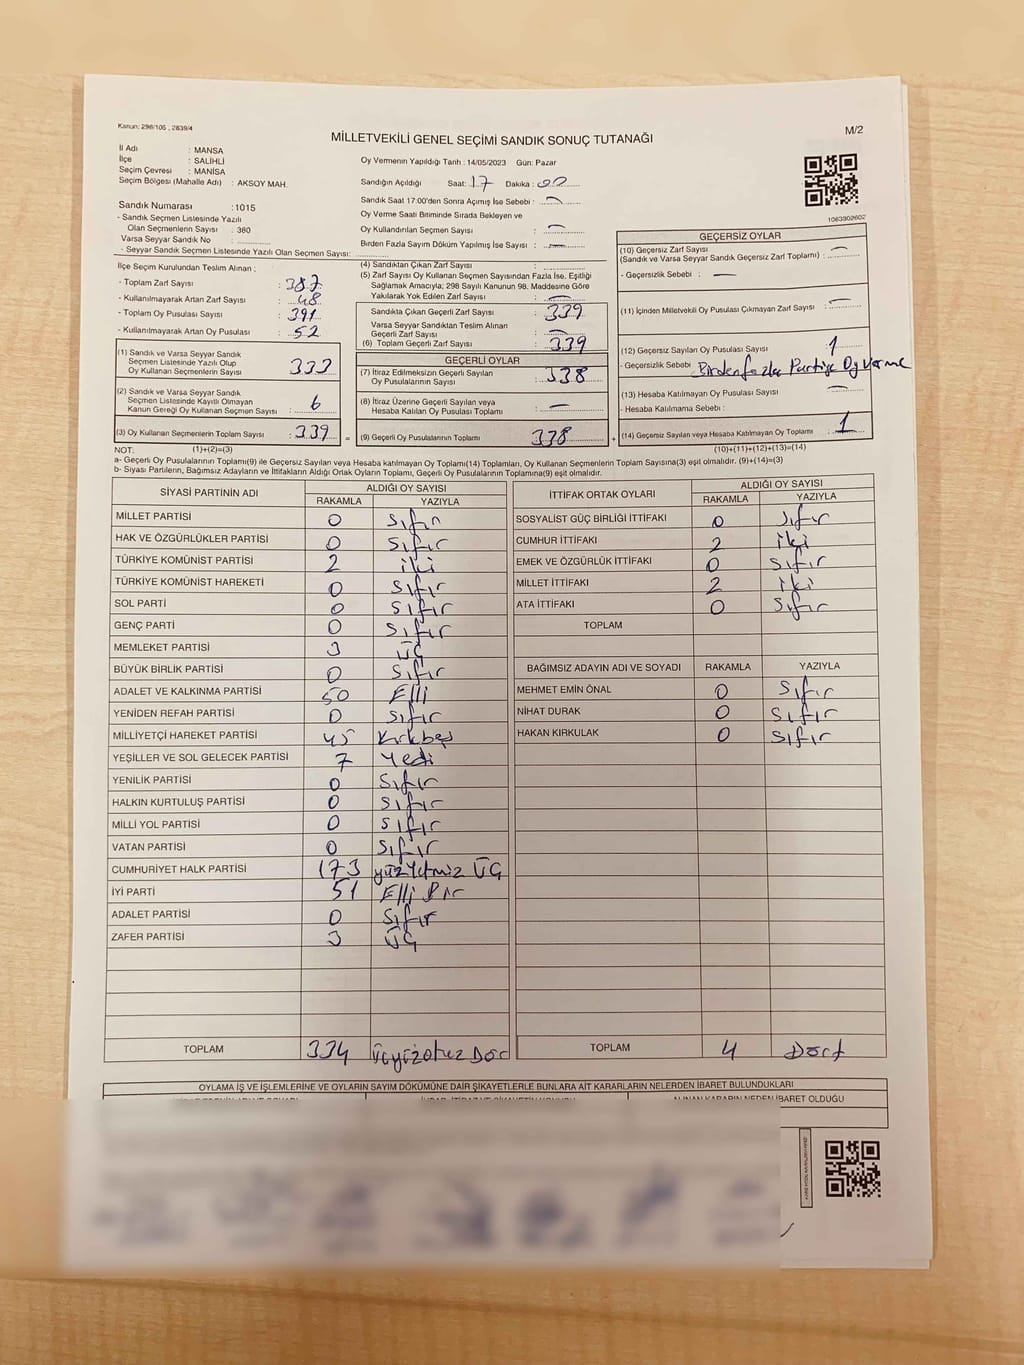 Kanun: 298/105 , 2839/4
MİLLETVEKİLİ GENEL SEÇİMİ SANDIK SONUÇ TUTANAĞI
M/2
İl Adı : MANSA
İlçe : SALİHLİ
Seçim Çevresi : MANİSA
Seçim Bölgesi (Mahalle Adı) : AKSOY MAH.
Sandık Numarası : 1015
- Sandık Seçmen Listesinde Yazılı
Olan Seçmenlerin Sayısı : 380
Varsa Seyyar Sandık No :
- Seyyar Sandık Seçmen Listesinde Yazılı Olan Seçmen Sayısı:
Oy Vermenin Yapıldığı Tarih : 14/05/2023 Gün: Pazar
Sandığın Açıldığı Saat: 17 Dakika : 00
Sandık Saat 17:00'den Sonra Açımış İse Sebebi : —
Oy Verme Saati Bitiminde Sırada Bekleyen ve
Oy Kullandırılan Seçmen Sayısı : —
Birden Fazla Sayım Döküm Yapılmış İse Sayısı : —
1083902602
İlçe Seçim Kurulundan Teslim Alınan ;
- Toplam Zarf Sayısı : 387
- Kullanılmayarak Artan Zarf Sayısı : 48
- Toplam Oy Pusulası Sayısı : 391
- Kullanılmayarak Artan Oy Pusulası : 52
(1) Sandık ve Varsa Seyyar Sandık
Seçmen Listesinde Yazılı Olup
Oy Kullanan Seçmenlerin Sayısı : 333
(2) Sandık ve Varsa Seyyar Sandık
Seçmen Listesinde Kayıtlı Olmayan
Kanun Gereği Oy Kullanan Seçmen Sayısı : 6
(3) Oy Kullanan Seçmenlerin Toplam Sayısı : 339 =
(4) Sandıktan Çıkan Zarf Sayısı :
(5) Zarf Sayısı Oy Kullanan Seçmen Sayısından Fazla İse, Eşitliği
Sağlamak Amacıyla; 298 Sayılı Kanunun 98. Maddesine Göre
Yakılarak Yok Edilen Zarf Sayısı : —
Sandıkta Çıkan Geçerli Zarf Sayısı : 339
Varsa Seyyar Sandıktan Teslim Alınan
Geçerli Zarf Sayısı : —
(6) Toplam Geçerli Zarf Sayısı : 339
GEÇERLİ OYLAR
(7) İtiraz Edilmeksizin Geçerli Sayılan
Oy Pusulalarının Sayısı : 338
(8) İtiraz Üzerine Geçerli Sayılan veya
Hesaba Katılan Oy Pusulası Toplamı : —
(9) Geçerli Oy Pusulalarının Toplamı 338 +
GEÇERSİZ OYLAR
(10) Geçersiz Zarf Sayısı
(Sandık ve Varsa Seyyar Sandık Geçersiz Zarf Toplamı) : —
- Geçersizlik Sebebi : —
(11) İçinden Milletvekili Oy Pusulası Çıkmayan Zarf Sayısı : —
(12) Geçersiz Sayılan Oy Pusulası Sayısı : 1
- Geçersizlik Sebebi : Birdenfazla Partiye Oy Verme
(13) Hesaba Katılmayan Oy Pusulası Sayısı : —
- Hesaba Katılmama Sebebi :
(14) Geçersiz Sayılan veya Hesaba Katılmayan Oy Toplamı : 1
NOT. (1)+(2)=(3) (10)+(11)+(12)+(13)=(14)
a- Geçerli Oy Pusulalarının Toplamı(9) ile Geçersiz Sayılan veya Hesaba katılmayan Oy Toplamı(14) Toplamları, Oy Kullanan Seçmenlerin Toplam Sayısına(3) eşit olmalıdır. (9)+(14)=(3)
b- Siyasi Partilerin, Bağımsız Adayların ve İttifakların Aldığı Ortak Oyların Toplamı, Geçerli Oy Pusulalarının Toplamına(9) eşit olmalıdır.
SİYASİ PARTİNİN ADI ALDIĞI OY SAYISI
RAKAMLA YAZIYLA
MİLLET PARTİSİ 0 Sıfır
HAK VE ÖZGÜRLÜKLER PARTİSİ 0 Sıfır
TÜRKİYE KOMÜNİST PARTİSİ 2 iki
TÜRKİYE KOMÜNİST HAREKETİ 0 Sıfır
SOL PARTİ 0 Sıfır
GENÇ PARTİ 0 Sıfır
MEMLEKET PARTİSİ 3 ÜÇ
BÜYÜK BİRLİK PARTİSİ 0 Sıfır
ADALET VE KALKINMA PARTİSİ 50 Elli
YENİDEN REFAH PARTİSİ 0 Sıfır
MİLLİYETÇİ HAREKET PARTİSİ 45 Kırkbeş
YEŞİLLER VE SOL GELECEK PARTİSİ 7 Yedi
YENİLİK PARTİSİ 0 Sıfır
HALKIN KURTULUŞ PARTİSİ 0 Sıfır
MİLLİ YOL PARTİSİ 0 Sıfır
VATAN PARTİSİ 0 Sıfır
CUMHURİYET HALK PARTİSİ 173 yüzYetmiz ÜÇ
İYİ PARTİ 51 Elli Bir
ADALET PARTİSİ 0 Sıfır
ZAFER PARTİSİ 3 ÜÇ
TOPLAM 334 üçyüzotuz Dör
İTTİFAK ORTAK OYLARI ALDIĞI OY SAYISI
RAKAMLA YAZIYLA
SOSYALİST GÜÇ BİRLİĞİ İTTİFAKI 0 Sıfır
CUMHUR İTTİFAKI 2 iki
EMEK VE ÖZGÜRLÜK İTTİFAKI 0 Sıfır
MİLLET İTTİFAKI 2 iki
ATA İTTİFAKI 0 Sıfır
TOPLAM
BAĞIMSIZ ADAYIN ADI VE SOYADI RAKAMLA YAZIYLA
MEHMET EMİN ÖNAL 0 Sıfır
NİHAT DURAK 0 Sıfır
HAKAN KIRKULAK 0 Sıfır
TOPLAM 4 Dört
OYLAMA İŞ VE İŞLEMLERİNE VE OYLARIN SAYIM DÖKÜMÜNE DAİR ŞİKAYETLERLE BUNLARA AİT KARARLARIN NELERDEN İBARET BULUNDUKLARI
ALINAN KARARIN NEDEN İBARET OLDUĞU